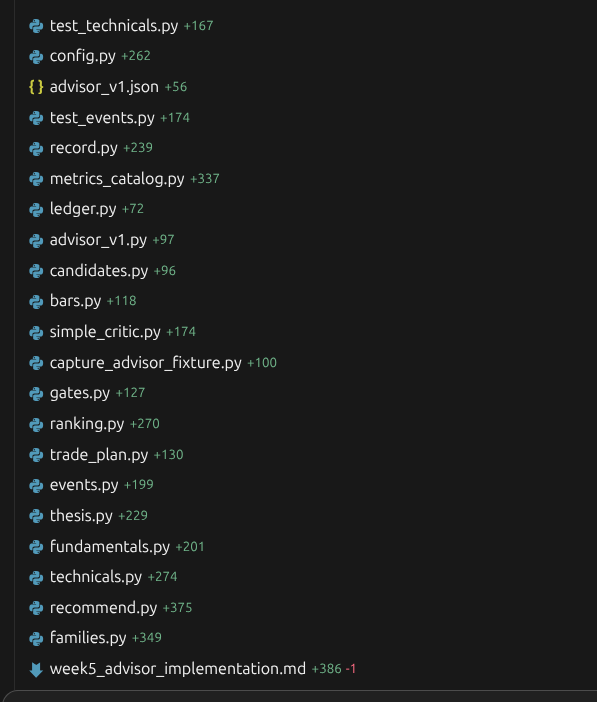 test_technicals.py +167
config.py +262
{} advisor_v1.json +56
test_events.py +174
record.py +239
metrics_catalog.py +337
ledger.py +72
advisor_v1.py +97
candidates.py +96
bars.py +118
simple_critic.py +174
capture_advisor_fixture.py +100
gates.py +127
ranking.py +270
trade_plan.py +130
events.py +199
thesis.py +229
fundamentals.py +201
technicals.py +274
recommend.py +375
families.py +349
week5_advisor_implementation.md +386 -1